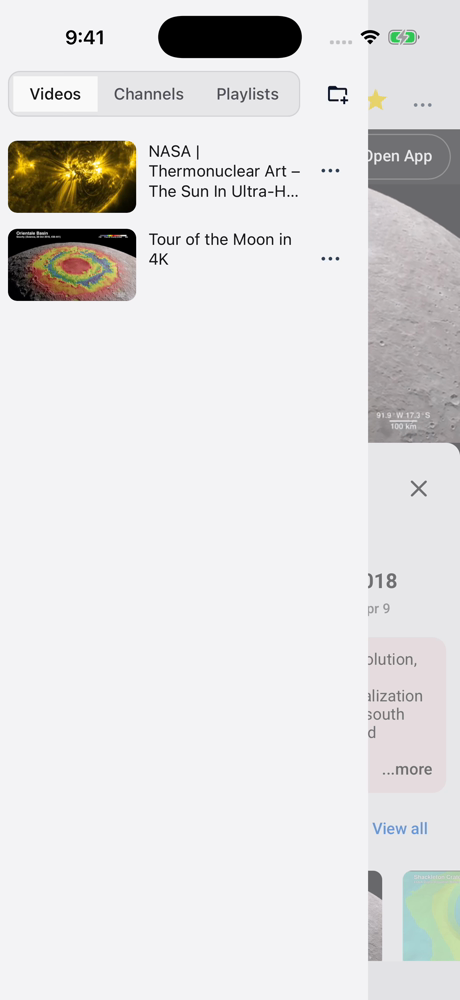 9:41
Videos
Channels
Playlists
NASA |
Thermonuclear Art –
The Sun In Ultra-H...
Orientale Basin
Tour of the Moon in
4K
Open App
91.9°W 17.3°S
100 km
018
pr 9
olution,
alization
south
d
...more
View all